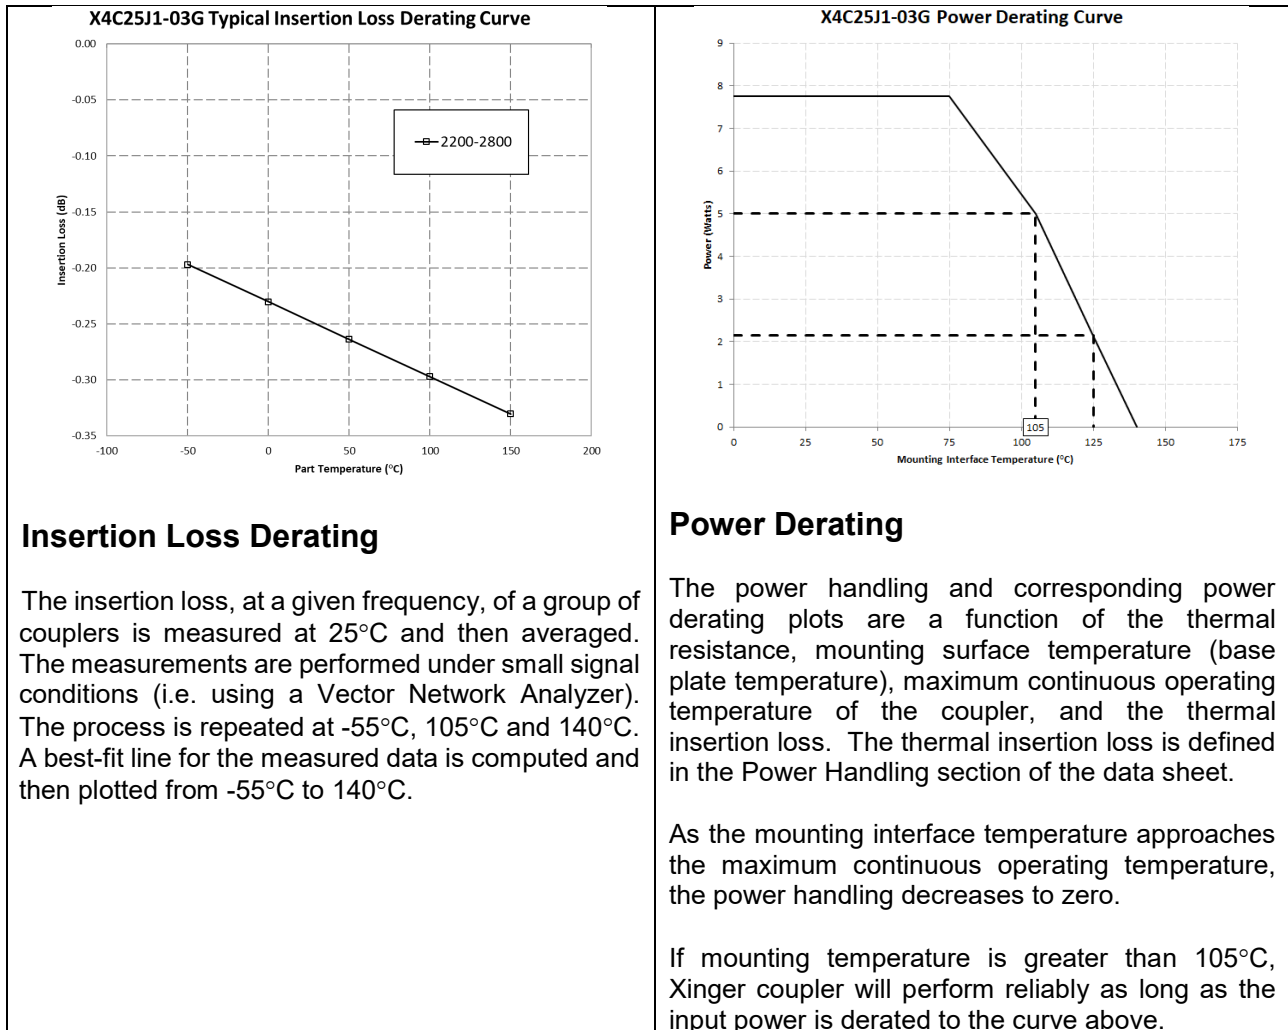 X4C25J1-03G Typical Insertion Loss Derating Curve
0.00
-0.05
-0.10
-0.15
-0.20
-0.25
-0.30
-0.35
Insertion Loss (dB)
2200-2800
-100 -50 0 50 100 150 200
Part Temperature (°C)
Insertion Loss Derating
The insertion loss, at a given frequency, of a group of
couplers is measured at 25°C and then averaged.
The measurements are performed under small signal
conditions (i.e. using a Vector Network Analyzer).
The process is repeated at -55°C, 105°C and 140°C.
A best-fit line for the measured data is computed and
then plotted from -55°C to 140°C.
X4C25J1-03G Power Derating Curve
9
8
7
6
5
4
3
2
1
0
Power (Watts)
105
0 25 50 75 100 125 150 175
Mounting Interface Temperature (°C)
Power Derating
The power handling and corresponding power
derating plots are a function of the thermal
resistance, mounting surface temperature (base
plate temperature), maximum continuous operating
temperature of the coupler, and the thermal
insertion loss. The thermal insertion loss is defined
in the Power Handling section of the data sheet.
As the mounting interface temperature approaches
the maximum continuous operating temperature,
the power handling decreases to zero.
If mounting temperature is greater than 105°C,
Xinger coupler will perform reliably as long as the
input power is derated to the curve above.